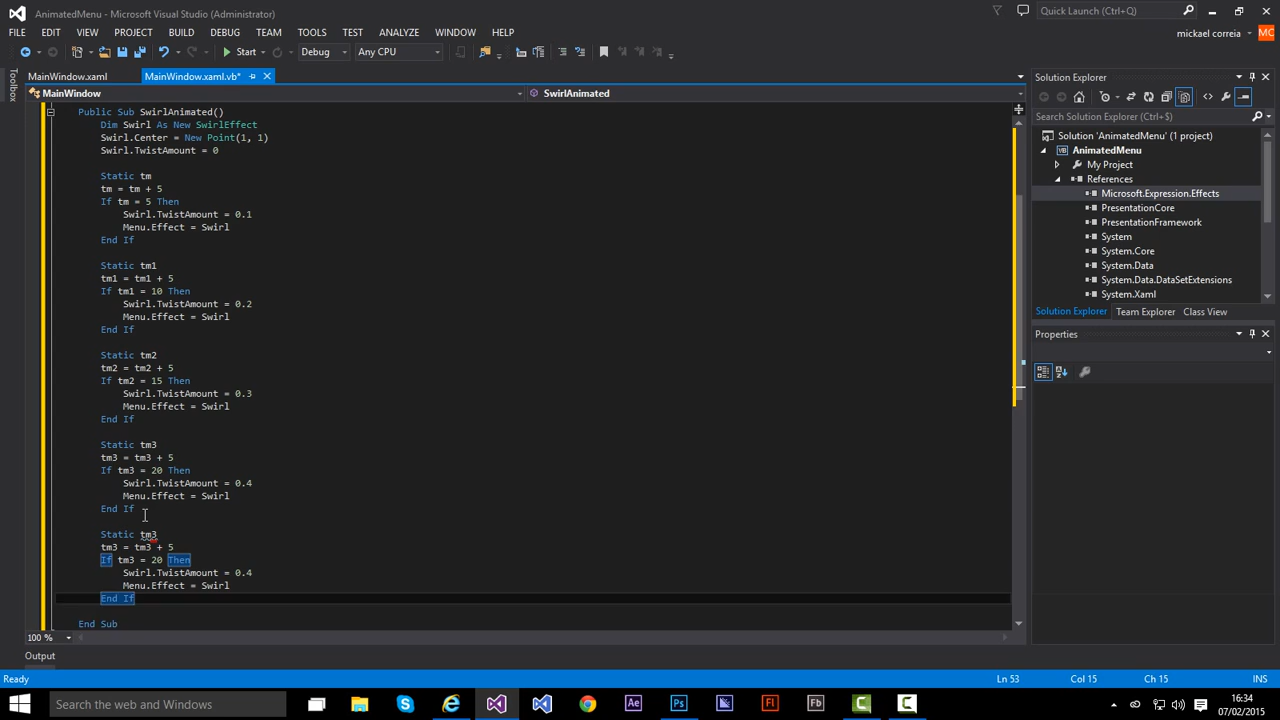 AnimatedMenu - Microsoft Visual Studio (Administrator)
Quick Launch (Ctrl+Q)
FILE EDIT VIEW PROJECT BUILD DEBUG TEAM TOOLS TEST ARCHITECTURE ANALYZE WINDOW HELP
mickael correia
MC
Start Debug Any CPU
Toolbox
MainWindow.xaml MainWindow.xaml.vb*
MainWindow SwirlAnimated
Public Sub SwirlAnimated()
Dim Swirl As New SwirlEffect
Swirl.Center = New Point(1, 1)
Swirl.TwistAmount = 0
Static tm
tm = tm + 5
If tm = 5 Then
Swirl.TwistAmount = 0.1
Menu.Effect = Swirl
End If
Static tm1
tm1 = tm1 + 5
If tm1 = 10 Then
Swirl.TwistAmount = 0.2
Menu.Effect = Swirl
End If
Static tm2
tm2 = tm2 + 5
If tm2 = 15 Then
Swirl.TwistAmount = 0.3
Menu.Effect = Swirl
End If
Static tm3
tm3 = tm3 + 5
If tm3 = 20 Then
Swirl.TwistAmount = 0.4
Menu.Effect = Swirl
End If
Static tm3
tm3 = tm3 + 5
If tm3 = 20 Then
Swirl.TwistAmount = 0.4
Menu.Effect = Swirl
End If
End Sub
100 %
Output
Solution Explorer
Search Solution Explorer (Ctrl+$)
Solution 'AnimatedMenu' (1 project)
VB AnimatedMenu
My Project
References
Microsoft.Expression.Effects
PresentationCore
PresentationFramework
System
System.Core
System.Data
System.Data.DataSetExtensions
System.Xaml
Solution Explorer Team Explorer Class View
Properties
Ready Ln 53 Col 15 Ch 15 INS
Search the web and Windows
Ae Ps Fl Fb
16:34
07/02/2015